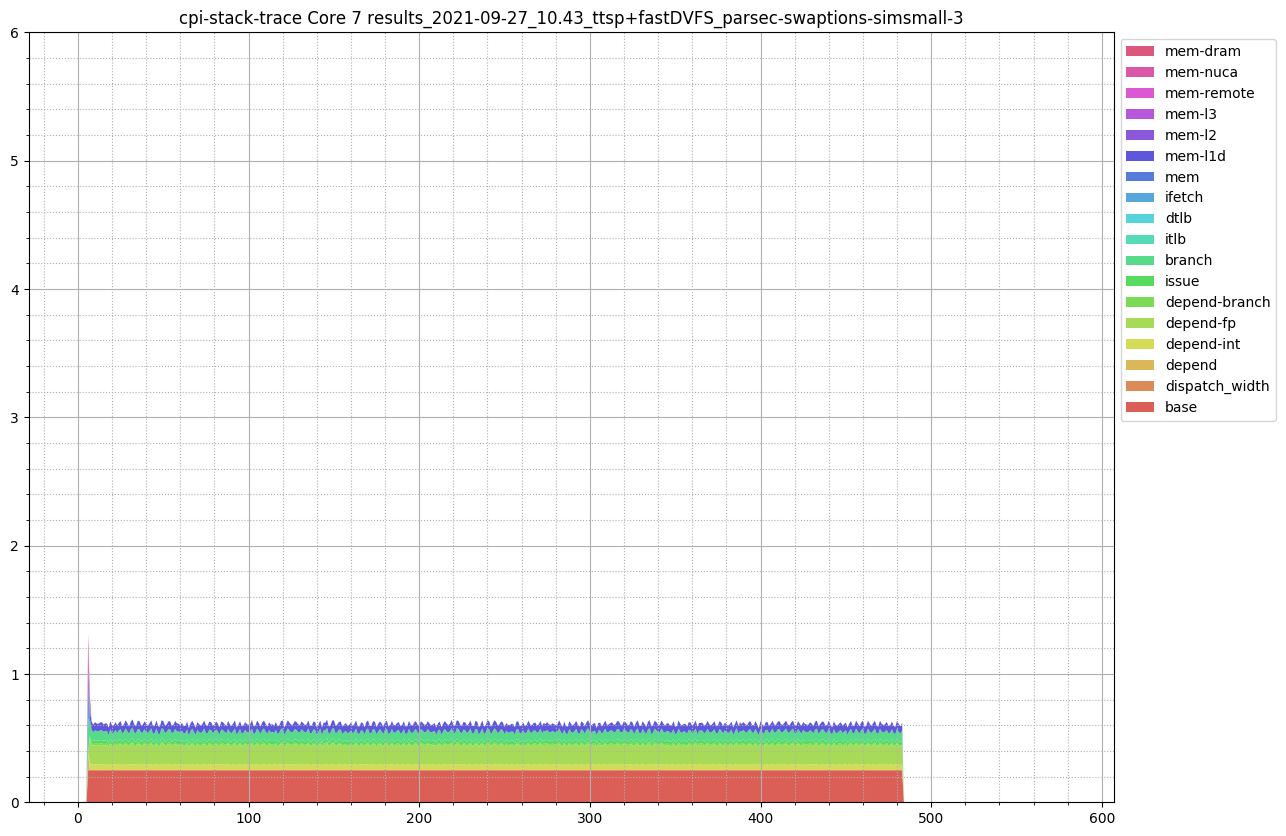 cpi-stack-trace Core 7 results_2021-09-27_10.43_ttsp+fastDVFS_parsec-swaptions-simsmall-3
6
5
4
3
2
1
0
0 100 200 300 400 500 600
mem-dram
mem-nuca
mem-remote
mem-l3
mem-l2
mem-l1d
mem
ifetch
dtlb
itlb
branch
issue
depend-branch
depend-fp
depend-int
depend
dispatch_width
base